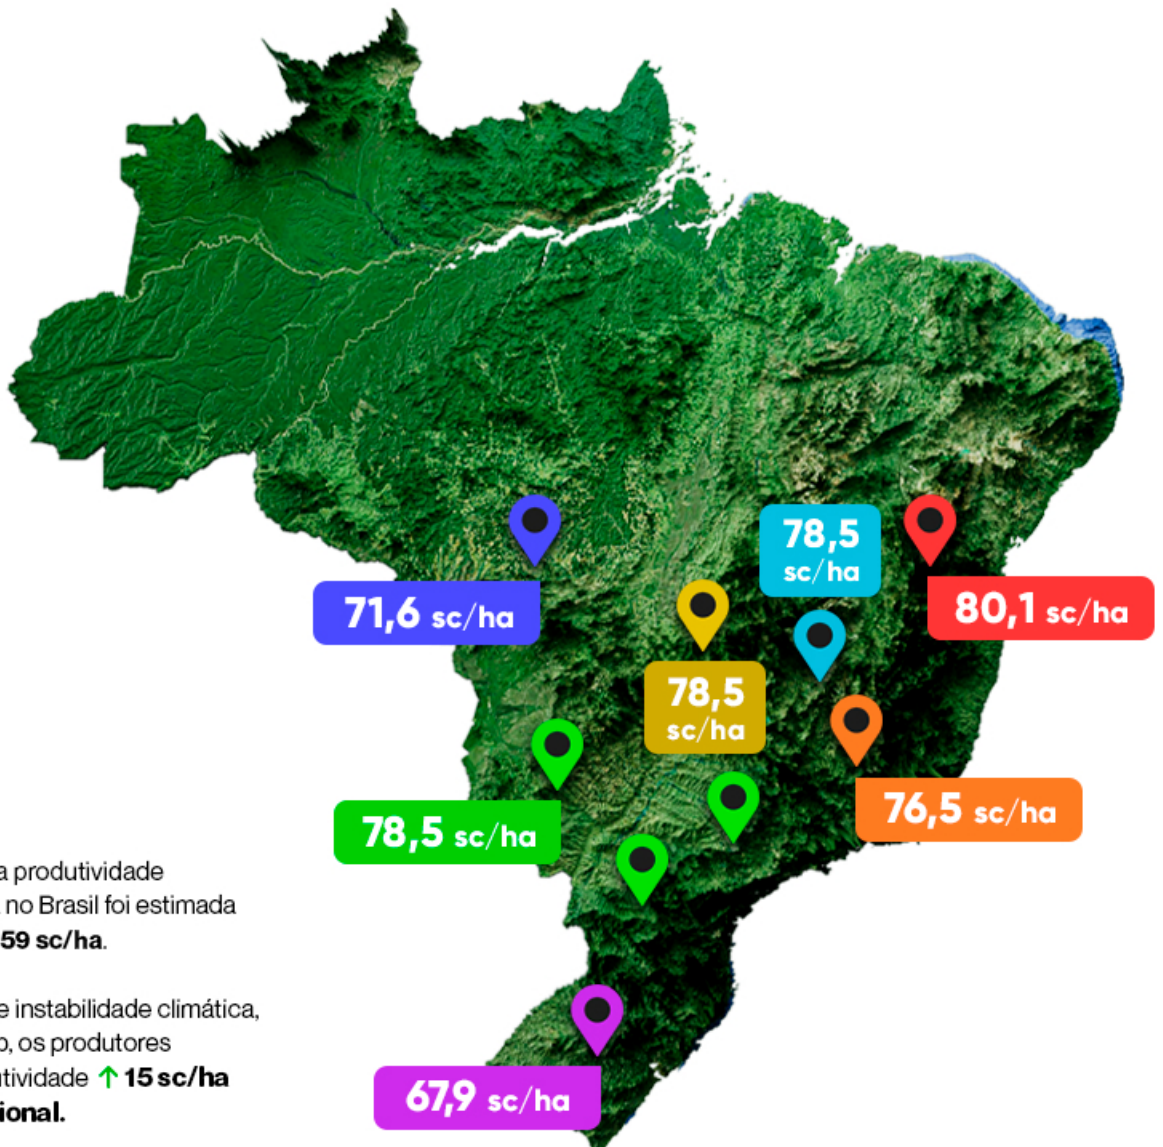 78,5
sc/ha
71,6 sc/ha
80,1 sc/ha
78,5
sc/ha
76,5 sc/ha
78,5 sc/ha
a produtividade
no Brasil foi estimada
59 sc/ha.
e instabilidade climática,
os produtores
utividade ↑ 15 sc/ha
ional.
67,9 sc/ha